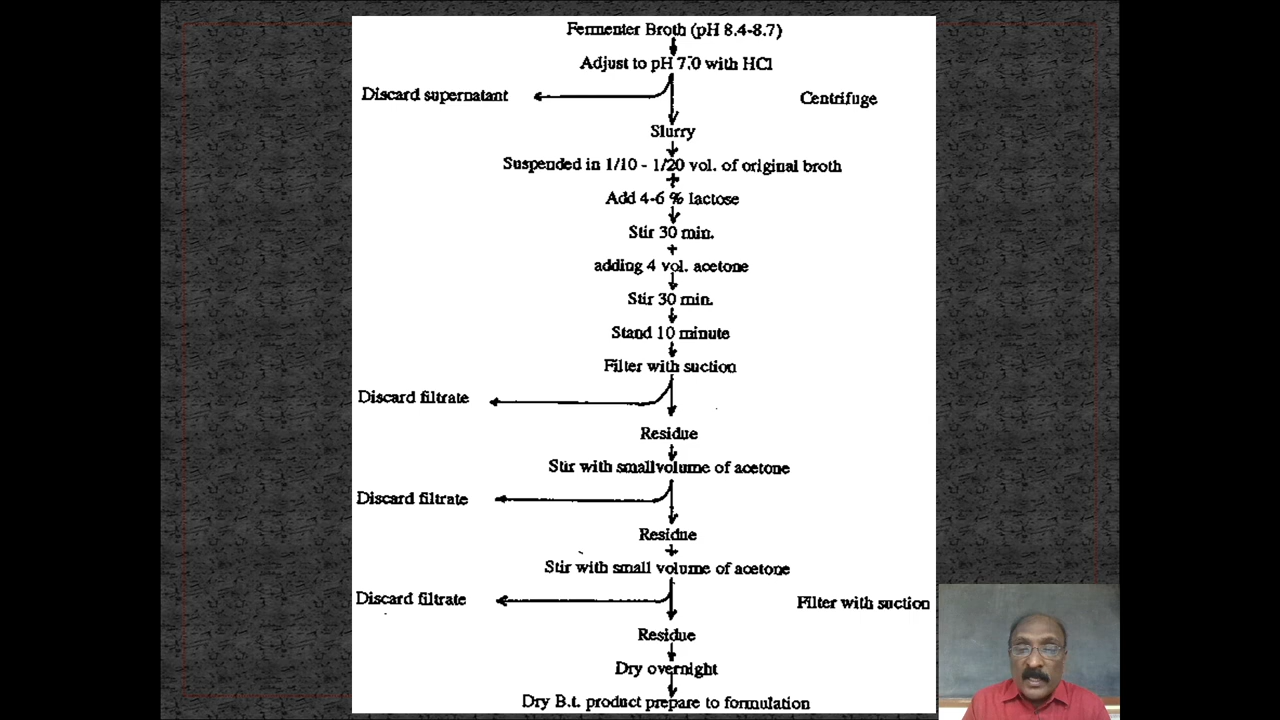 Fermenter Broth (pH 8.4-8.7)
Adjust to pH 7.0 with HCl
Discard supernatant
Centrifuge
Slurry
Suspended in 1/10 - 1/20 vol. of original broth
+
Add 4-6 % lactose
Stir 30 min.
+
adding 4 vol. acetone
Stir 30 min.
Stand 10 minute
Filter with suction
Discard filtrate
Residue
Stir with smallvolume of acetone
Discard filtrate
Residue
+
Stir with small volume of acetone
Discard filtrate
Filter with suction
Residue
Dry overnight
Dry B.t. product prepare to formulation